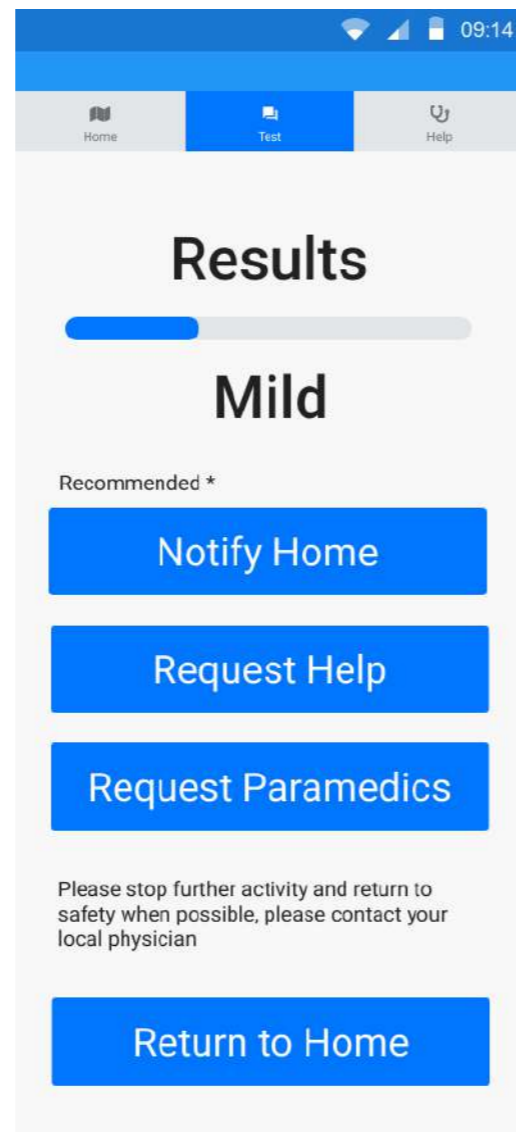 09:14
Home Test Help
Results
Mild
Recommended *
Notify Home
Request Help
Request Paramedics
Please stop further activity and return to
safety when possible, please contact your
local physician
Return to Home